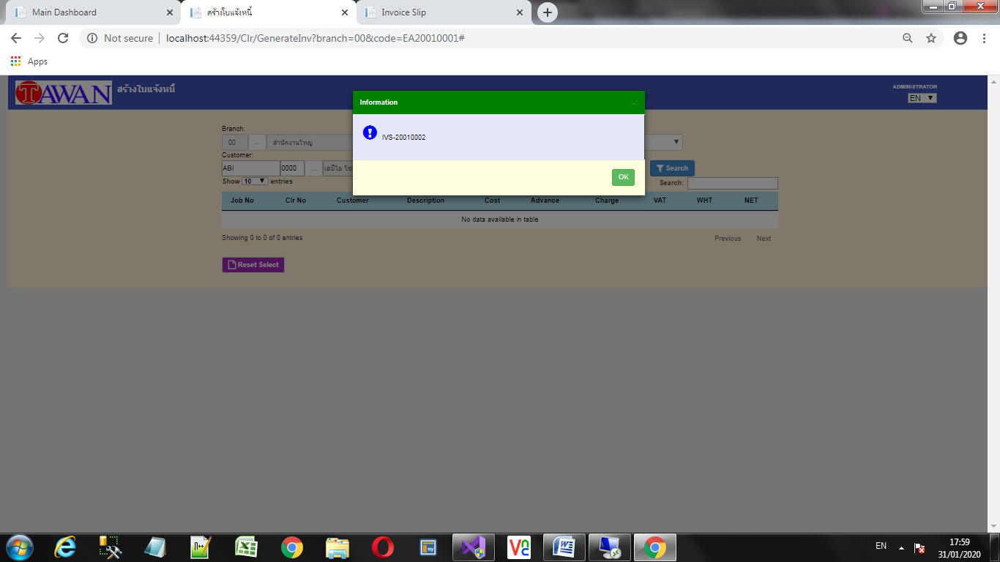 Main Dashboard
สร้างใบแจ้งหนี้
Invoice Slip
Not secure
localhost:44359/Clr/GenerateInv?branch=00&code=EA20010001#
Apps
TAWAN
สร้างใบแจ้งหนี้
ADMINISTRATOR
EN
Information
IVS-20010002
OK
Branch:
00 ... สำนักงานใหญ่
Customer:
ABI 0000 ... เอบีไอ
Search
Show 10 entries
Search:
Job No Clr No Customer Description Cost Advance Charge VAT WHT NET
No data available in table
Showing 0 to 0 of 0 entries
Previous Next
Reset Select
EN
17:59
31/01/2020